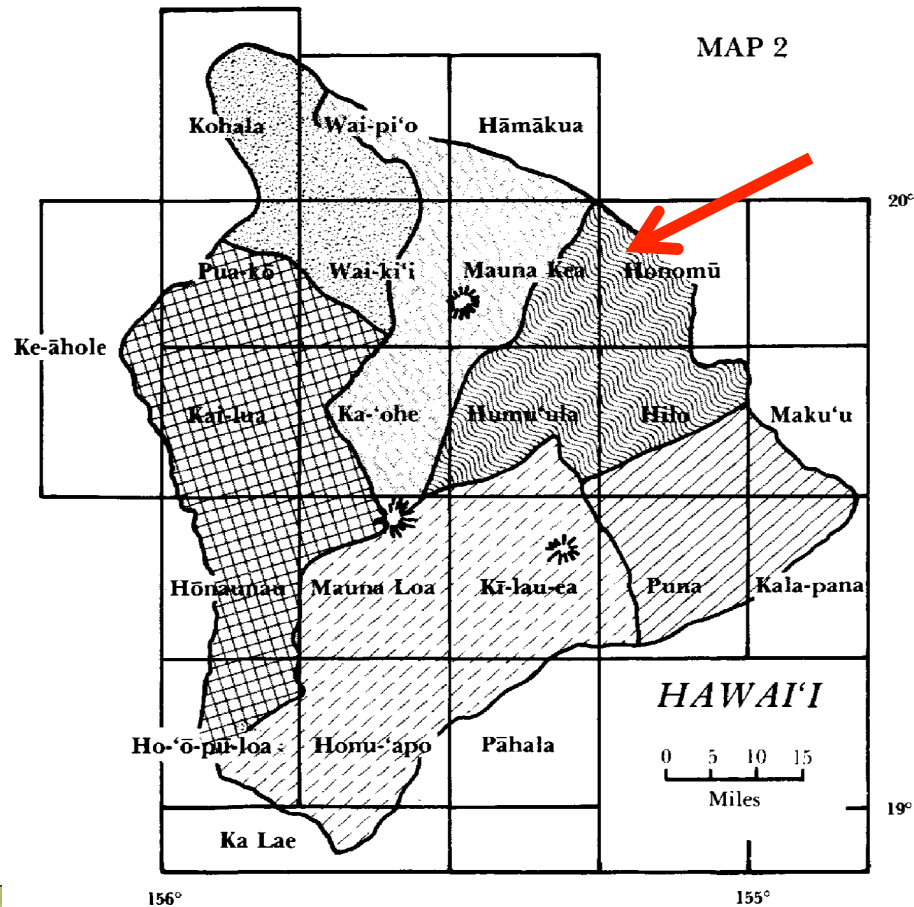 MAP 2
Kohala
Wai-pi‘o
Hāmākua
20°
Pua-kō
Wai-ki‘i
Mauna Kea
Honomū
Ke-āhole
Kai-lua
Ka-‘ohe
Humu‘ula
Hilo
Maku‘u
Hōnaunau
Mauna Loa
Kī-lau-ea
Puna
Kala-pana
HAWAI‘I
Ho-‘ō-pū-loa
Honu-‘apo
Pāhala
0 5 10 15
Miles
19°
Ka Lae
156°
155°